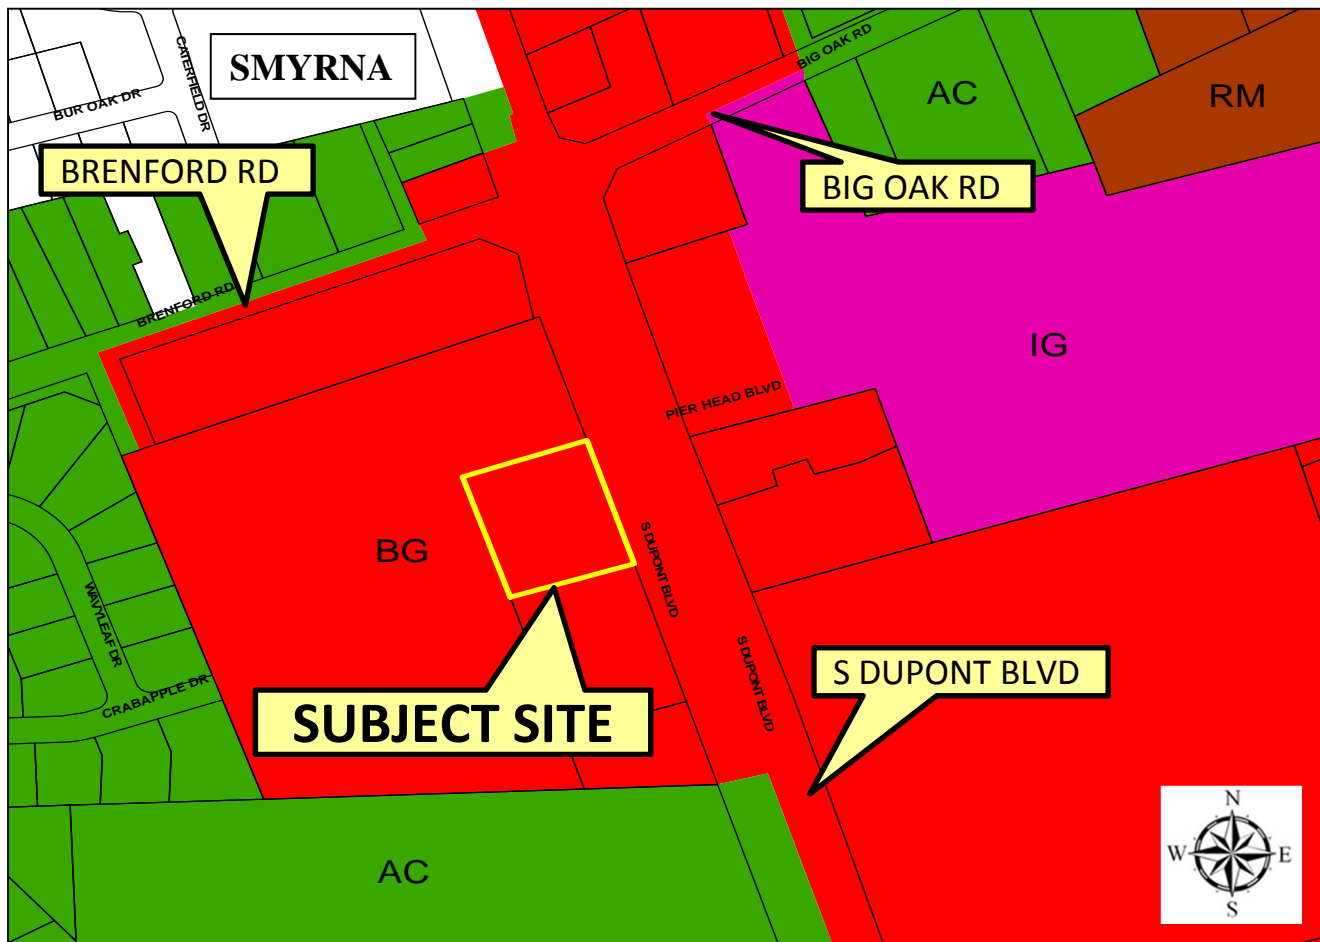 SMYRNA
CATERFIELD DR
BIG OAK RD
BUR OAK DR
AC
RM
BRENFORD RD
BIG OAK RD
BRENFORD RD
IG
PIER HEAD BLVD
BG
S DUPONT BLVD
WAVYLEAF DR
S DUPONT BLVD
S DUPONT BLVD
CRABAPPLE DR
SUBJECT SITE
AC
N
W
E
S